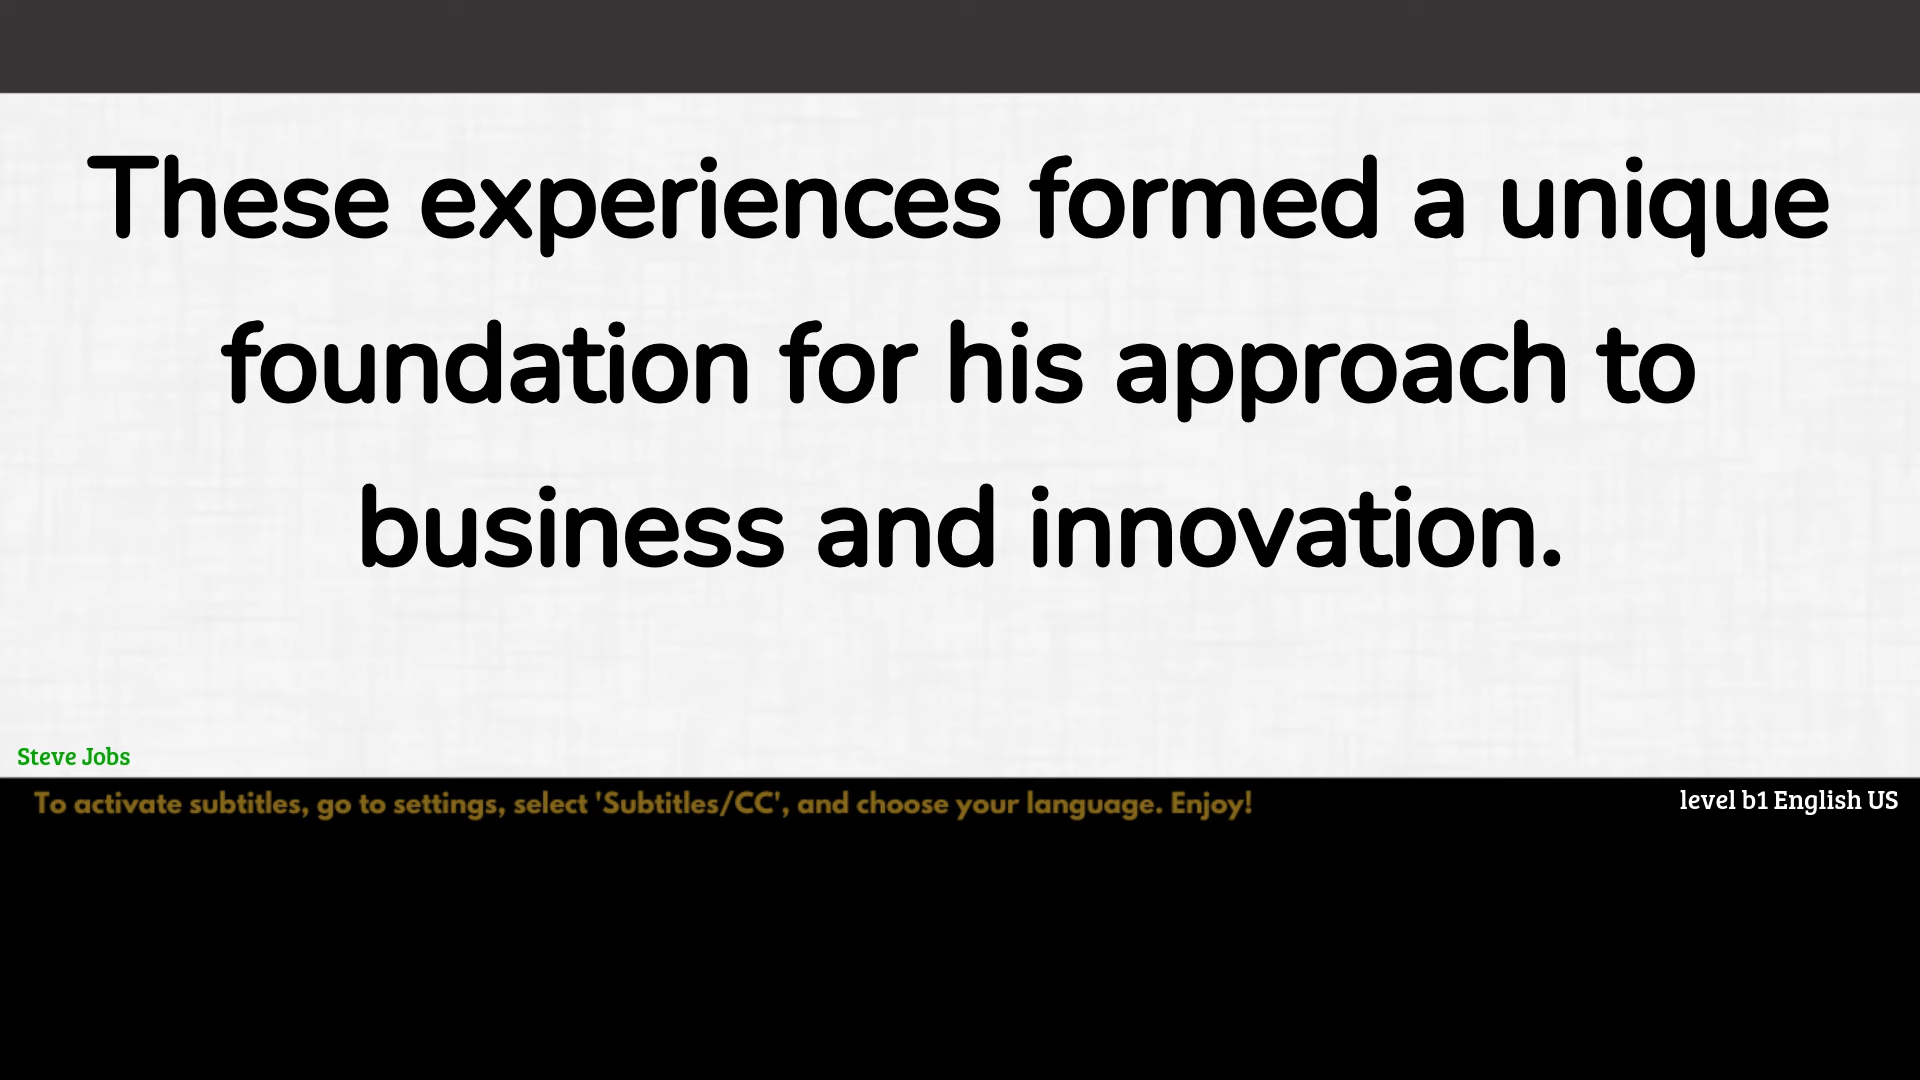 These experiences formed a unique
foundation for his approach to
business and innovation.
Steve Jobs
To activate subtitles, go to settings, select 'Subtitles/CC', and choose your language. Enjoy!
level b1 English US